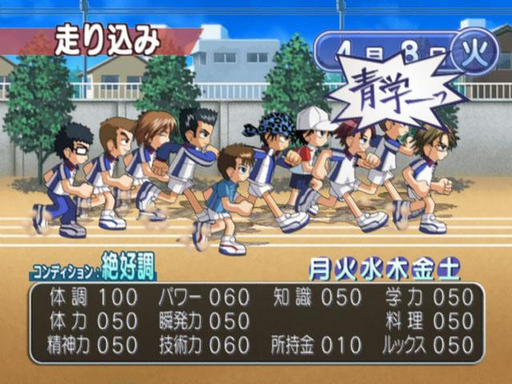 走り込み
4月 8日 火
青学ーっ
コンディション・絶好調
月火水木金土
体調 100 パワー 060 知識 050 学力 050
体力 050 瞬発力 050 料理 050
精神力 050 技術力 060 所持金 010 ルックス 050